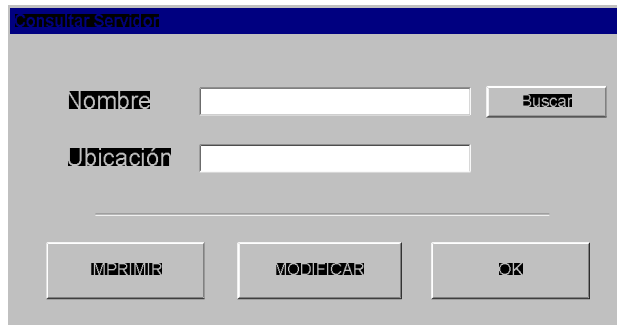 Consultar Servidor
Nombre
Buscar
Ubicación
IMPRIMIR
MODIFICAR
OK